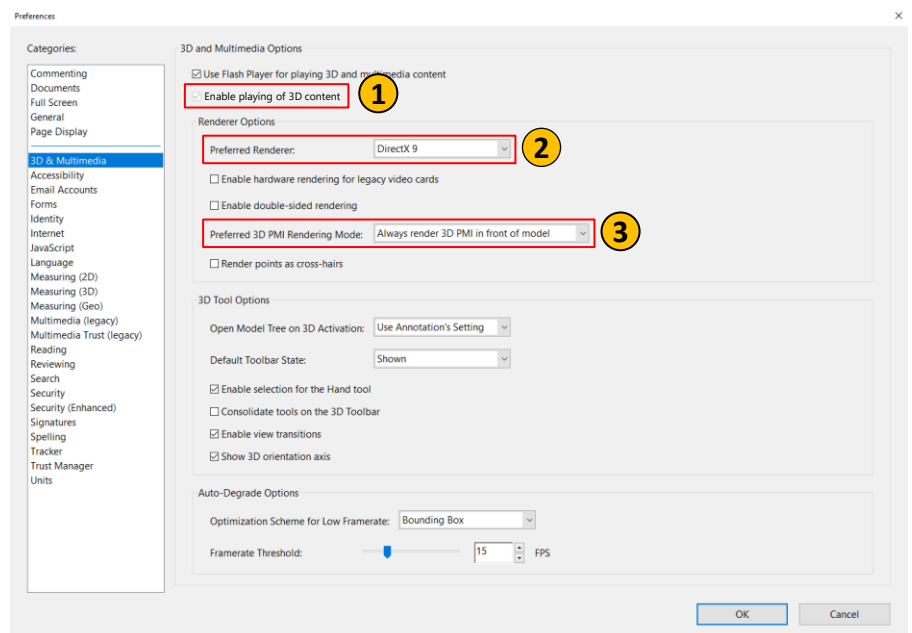 Preferences
Categories:
Commenting
Documents
Full Screen
General
Page Display
3D & Multimedia
Accessibility
Email Accounts
Forms
Identity
Internet
JavaScript
Language
Measuring (2D)
Measuring (3D)
Measuring (Geo)
Multimedia (legacy)
Multimedia Trust (legacy)
Reading
Reviewing
Search
Security
Security (Enhanced)
Signatures
Spelling
Tracker
Trust Manager
Units
3D and Multimedia Options
Use Flash Player for playing 3D and multimedia content
Enable playing of 3D content
1
Renderer Options
Preferred Renderer: DirectX 9
2
Enable hardware rendering for legacy video cards
Enable double-sided rendering
Preferred 3D PMI Rendering Mode: Always render 3D PMI in front of model
3
Render points as cross-hairs
3D Tool Options
Open Model Tree on 3D Activation: Use Annotation's Setting
Default Toolbar State: Shown
Enable selection for the Hand tool
Consolidate tools on the 3D Toolbar
Enable view transitions
Show 3D orientation axis
Auto-Degrade Options
Optimization Scheme for Low Framerate: Bounding Box
Framerate Threshold: 15 FPS
OK Cancel